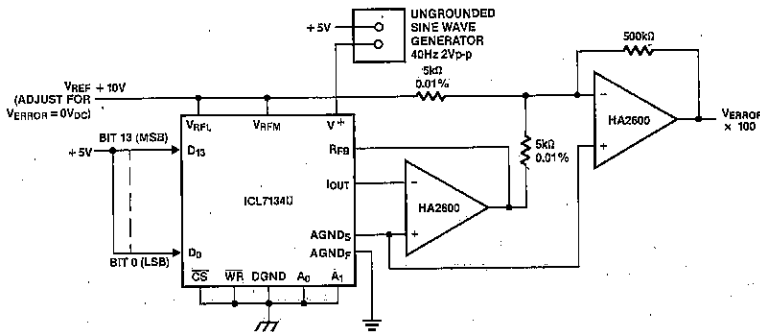 UNGROUNDED
SINE WAVE
GENERATOR
40Hz 2Vp-p
+5V
500kΩ
5kΩ
0.01%
VREF +10V
(ADJUST FOR
VERROR = 0VDC)
VRFL
VRFM
V+
HA2600
VERROR
× 100
BIT 13 (MSB)
+5V
D13
RFB
5kΩ
0.01%
IOUT
ICL7134U
HA2600
AGNDS
AGNDF
D0
BIT 0 (LSB)
CS
WR
DGND
A0
A1